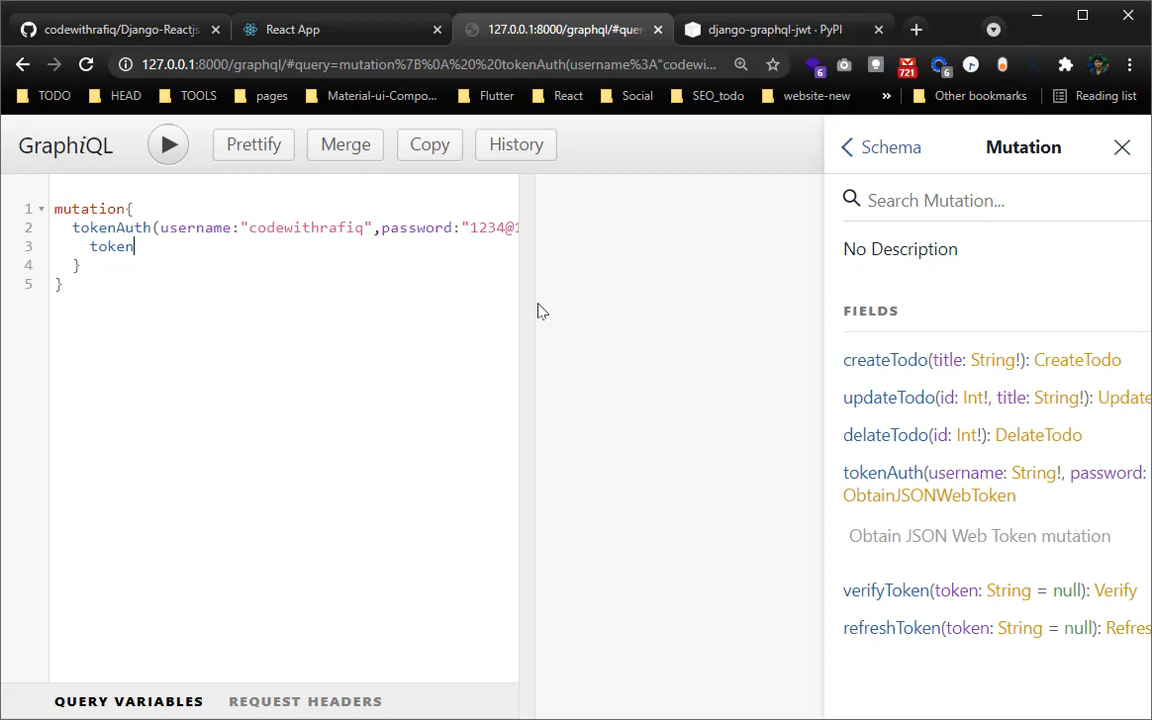 codewithrafiq/Django-Reactjs
React App
127.0.0.1:8000/graphql/#quer
django-graphql-jwt · PyPI
127.0.0.1:8000/graphql/#query=mutation%7B%0A%20%20tokenAuth(username%3A"codewi...
6
721
6
TODO
HEAD
TOOLS
pages
Material-ui-Compo...
Flutter
React
Social
SEO_todo
website-new
»
Other bookmarks
Reading list
GraphiQL
Prettify
Merge
Copy
History
Schema
Mutation
1 mutation{
2 tokenAuth(username:"codewithrafiq",password:"1234@1
3 token
4 }
5 }
Search Mutation...
No Description
FIELDS
createTodo(title: String!): CreateTodo
updateTodo(id: Int!, title: String!): Update
delateTodo(id: Int!): DelateTodo
tokenAuth(username: String!, password:
ObtainJSONWebToken
Obtain JSON Web Token mutation
verifyToken(token: String = null): Verify
refreshToken(token: String = null): Refres
QUERY VARIABLES
REQUEST HEADERS